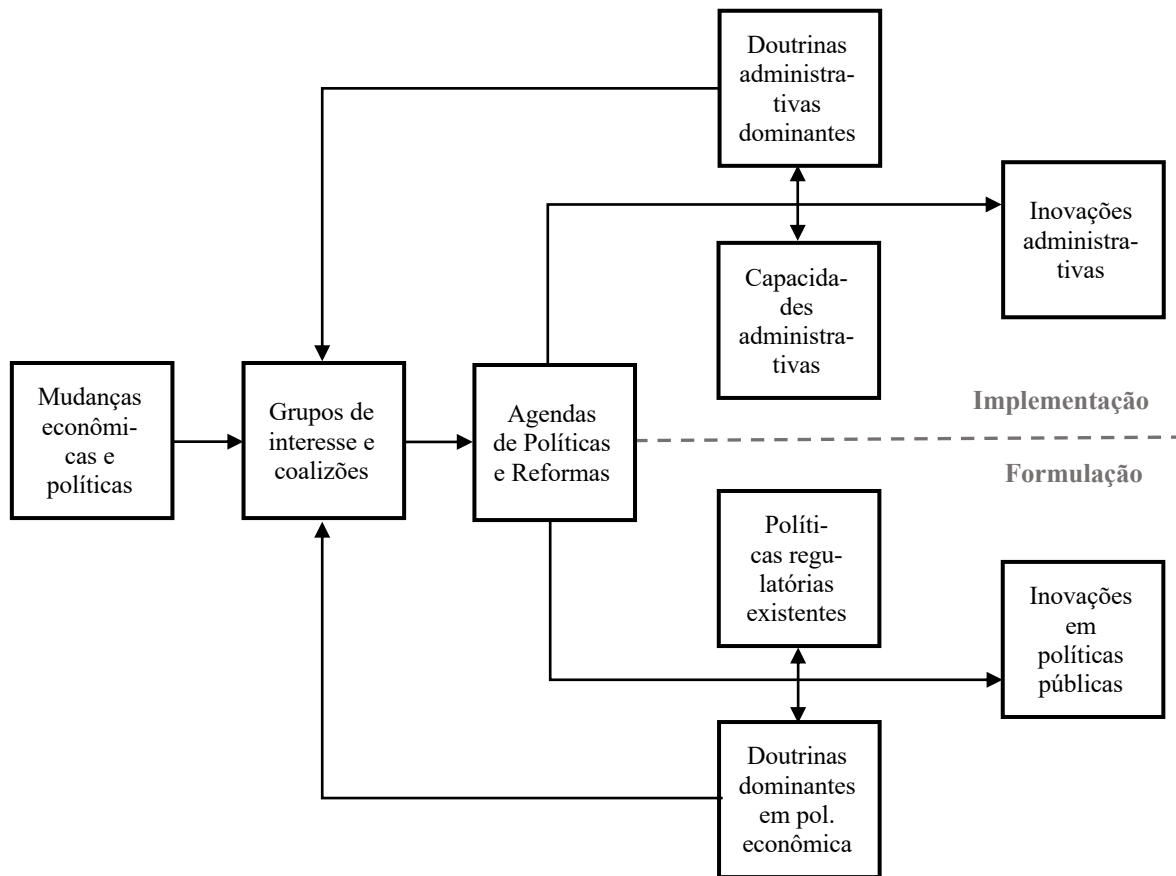 Doutrinas
administra-
tivas
dominantes
Inovações
administra-
tivas
Capacida-
des
administra-
tivas
Mudanças
econômi-
cas e
políticas
Grupos de
interesse e
coalizões
Agendas
de Políticas
e Reformas
Implementação
Formulação
Políti-
cas regu-
latórias
existentes
Inovações
em
políticas
públicas
Doutrinas
dominantes
em pol.
econômica